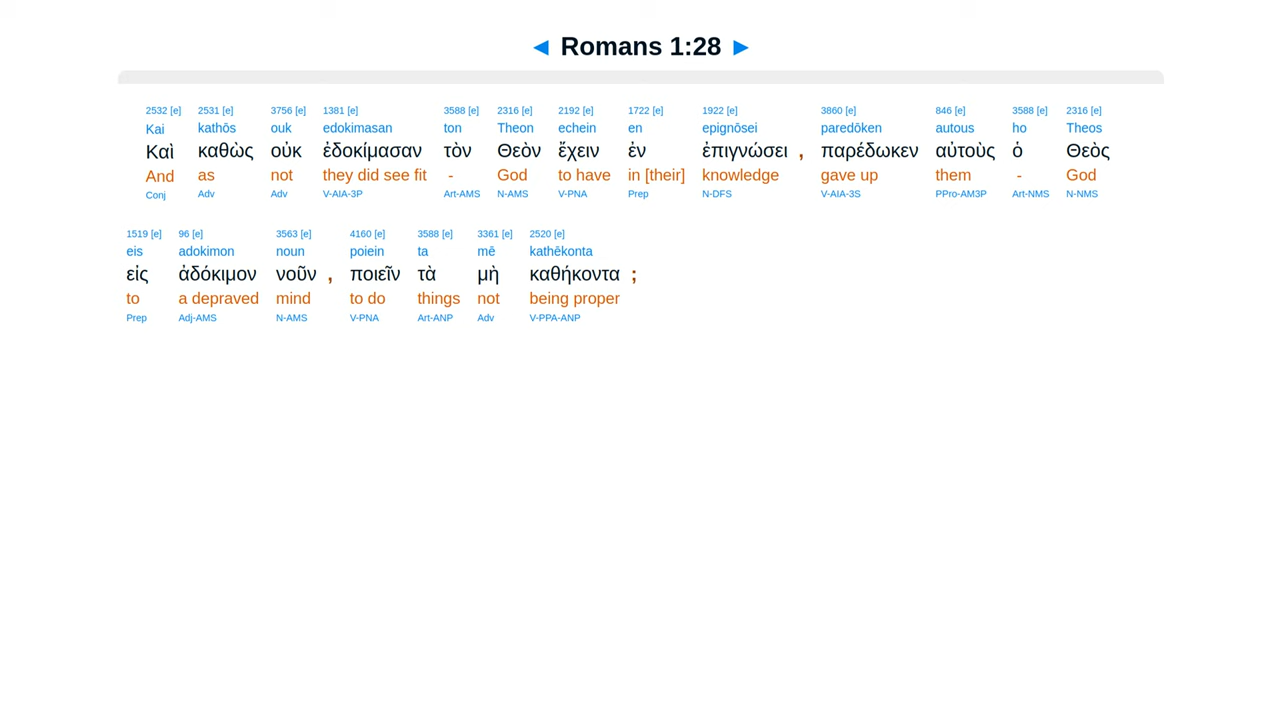 ◄ Romans 1:28 ►
2532 [e] 2531 [e] 3756 [e] 1381 [e] 3588 [e] 2316 [e] 2192 [e] 1722 [e] 1922 [e] 3860 [e] 846 [e] 3588 [e] 2316 [e]
Kai kathōs ouk edokimasan ton Theon echein en epignōsei paredōken autous ho Theos
Καὶ καθὼς οὐκ ἐδοκίμασαν τὸν Θεὸν ἔχειν ἐν ἐπιγνώσει , παρέδωκεν αὐτοὺς ὁ Θεὸς
And as not they did see fit - God to have in [their] knowledge gave up them - God
Conj Adv Adv V-AIA-3P Art-AMS N-AMS V-PNA Prep N-DFS V-AIA-3S PPro-AM3P Art-NMS N-NMS
1519 [e] 96 [e] 3563 [e] 4160 [e] 3588 [e] 3361 [e] 2520 [e]
eis adokimon noun poiein ta mē kathēkonta
εἰς ἀδόκιμον νοῦν , ποιεῖν τὰ μὴ καθήκοντα ;
to a depraved mind to do things not being proper
Prep Adj-AMS N-AMS V-PNA Art-ANP Adv V-PPA-ANP